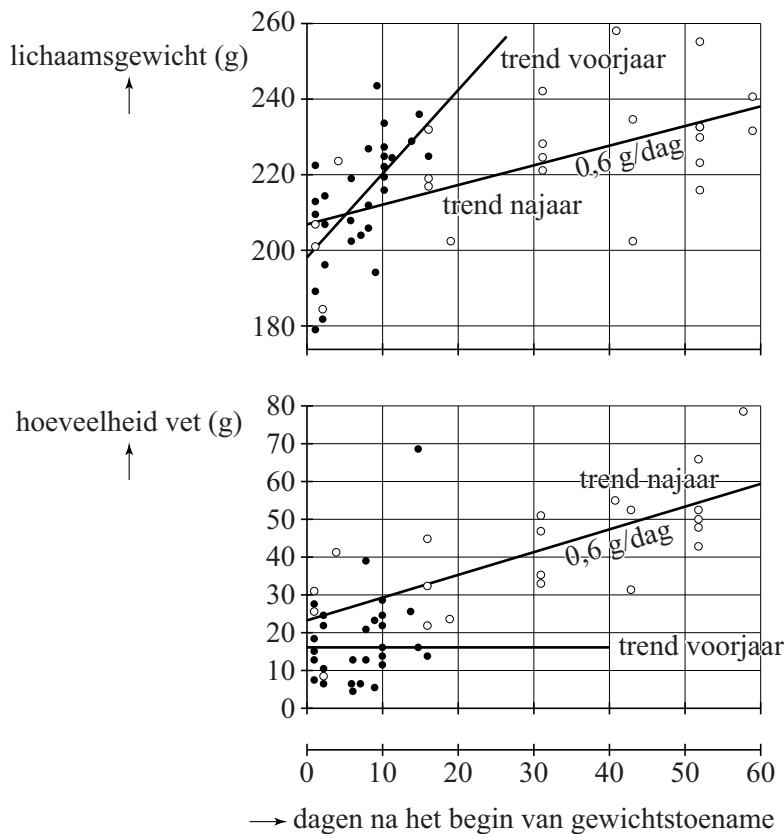 260
lichaamsgewicht (g)
trend voorjaar
240
0,6 g/dag
220
trend najaar
200
180
80
hoeveelheid vet (g)
70
trend najaar
60
50
0,6 g/dag
40
30
20
trend voorjaar
10
0
0 10 20 30 40 50 60
dagen na het begin van gewichtstoename